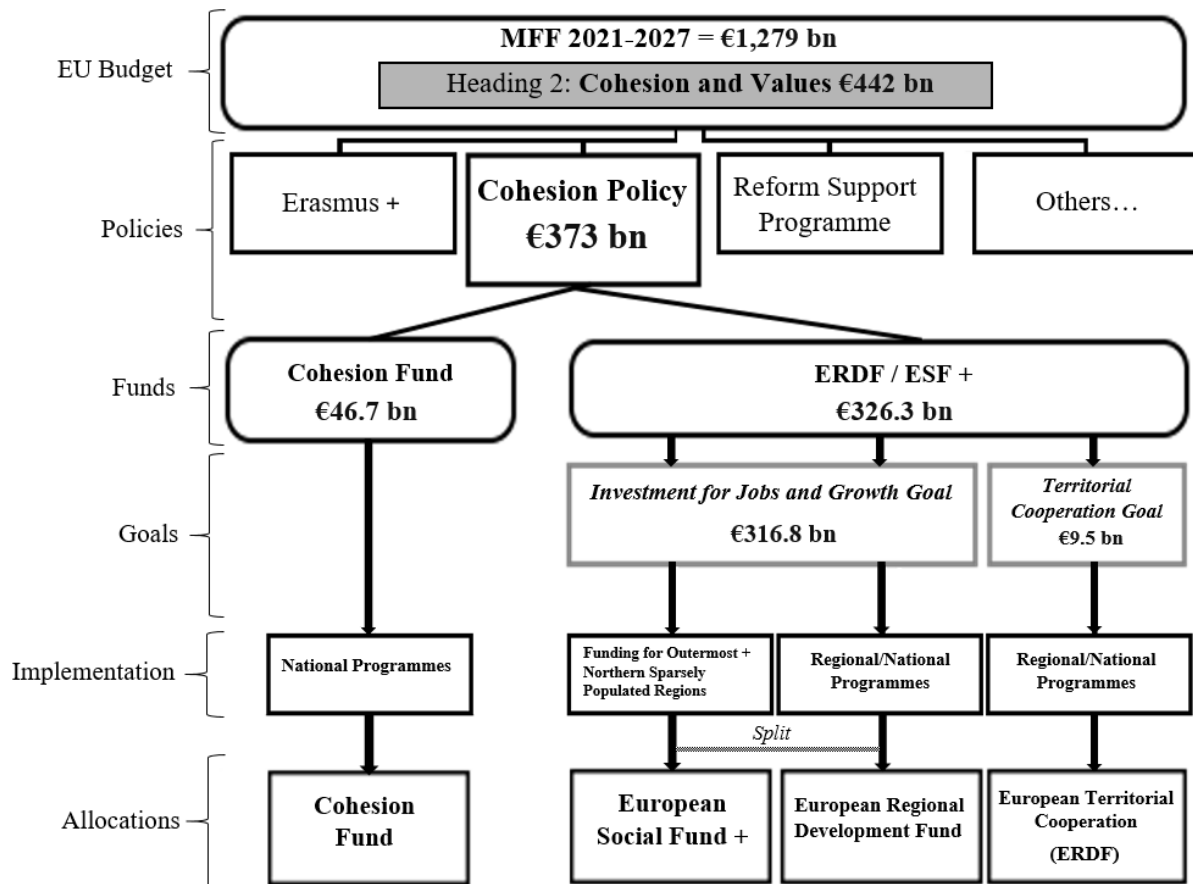 EU Budget
MFF 2021-2027 = €1,279 bn
Heading 2: Cohesion and Values €442 bn
Policies
Erasmus +
Cohesion Policy
€373 bn
Reform Support
Programme
Others…
Funds
Cohesion Fund
€46.7 bn
ERDF / ESF +
€326.3 bn
Goals
Investment for Jobs and Growth Goal
€316.8 bn
Territorial
Cooperation Goal
€9.5 bn
Implementation
National Programmes
Funding for Outermost +
Northern Sparsely
Populated Regions
Regional/National
Programmes
Regional/National
Programmes
Split
Allocations
Cohesion
Fund
European
Social Fund +
European Regional
Development Fund
European Territorial
Cooperation
(ERDF)